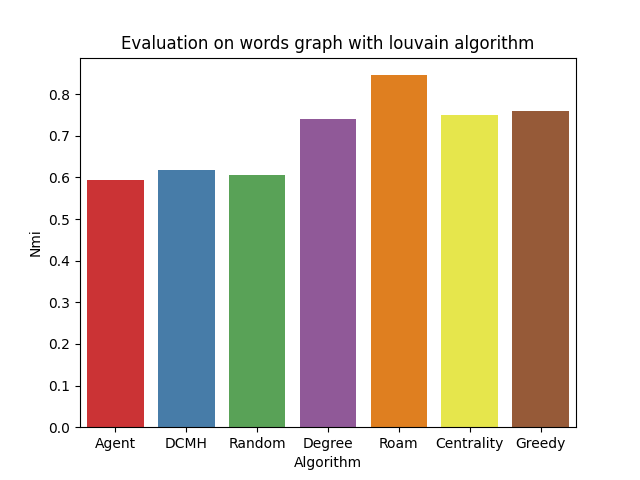 Evaluation on words graph with louvain algorithm
0.8
0.7
0.6
0.5
0.4
0.3
0.2
0.1
0.0
Nmi
Agent DCMH Random Degree Roam Centrality Greedy
Algorithm